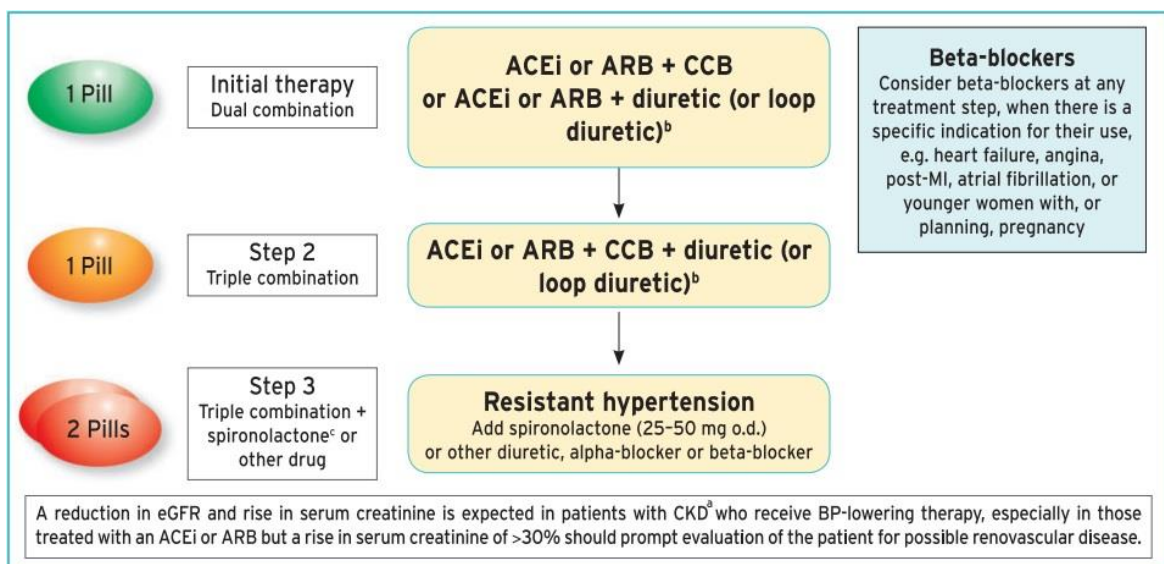 1 Pill
Initial therapy
Dual combination
ACEi or ARB + CCB
or ACEi or ARB + diuretic (or loop
diuretic)ᵇ
Beta-blockers
Consider beta-blockers at any
treatment step, when there is a
specific indication for their use,
e.g. heart failure, angina,
post-MI, atrial fibrillation, or
younger women with, or
planning, pregnancy
1 Pill
Step 2
Triple combination
ACEi or ARB + CCB + diuretic (or
loop diuretic)ᵇ
2 Pills
Step 3
Triple combination +
spironolactoneᶜ or
other drug
Resistant hypertension
Add spironolactone (25–50 mg o.d.)
or other diuretic, alpha-blocker or beta-blocker
A reduction in eGFR and rise in serum creatinine is expected in patients with CKDᵃ who receive BP-lowering therapy, especially in those
treated with an ACEi or ARB but a rise in serum creatinine of >30% should prompt evaluation of the patient for possible renovascular disease.